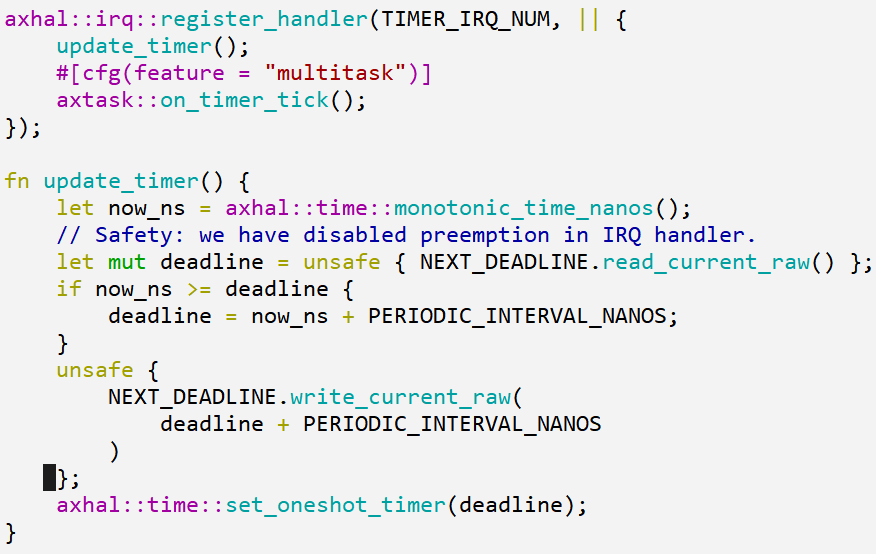 axhal::irq::register_handler(TIMER_IRQ_NUM, || {
    update_timer();
    #[cfg(feature = "multitask")]
    axtask::on_timer_tick();
});

fn update_timer() {
    let now_ns = axhal::time::monotonic_time_nanos();
    // Safety: we have disabled preemption in IRQ handler.
    let mut deadline = unsafe { NEXT_DEADLINE.read_current_raw() };
    if now_ns >= deadline {
        deadline = now_ns + PERIODIC_INTERVAL_NANOS;
    }
    unsafe {
        NEXT_DEADLINE.write_current_raw(
            deadline + PERIODIC_INTERVAL_NANOS
        )
    };
    axhal::time::set_oneshot_timer(deadline);
}